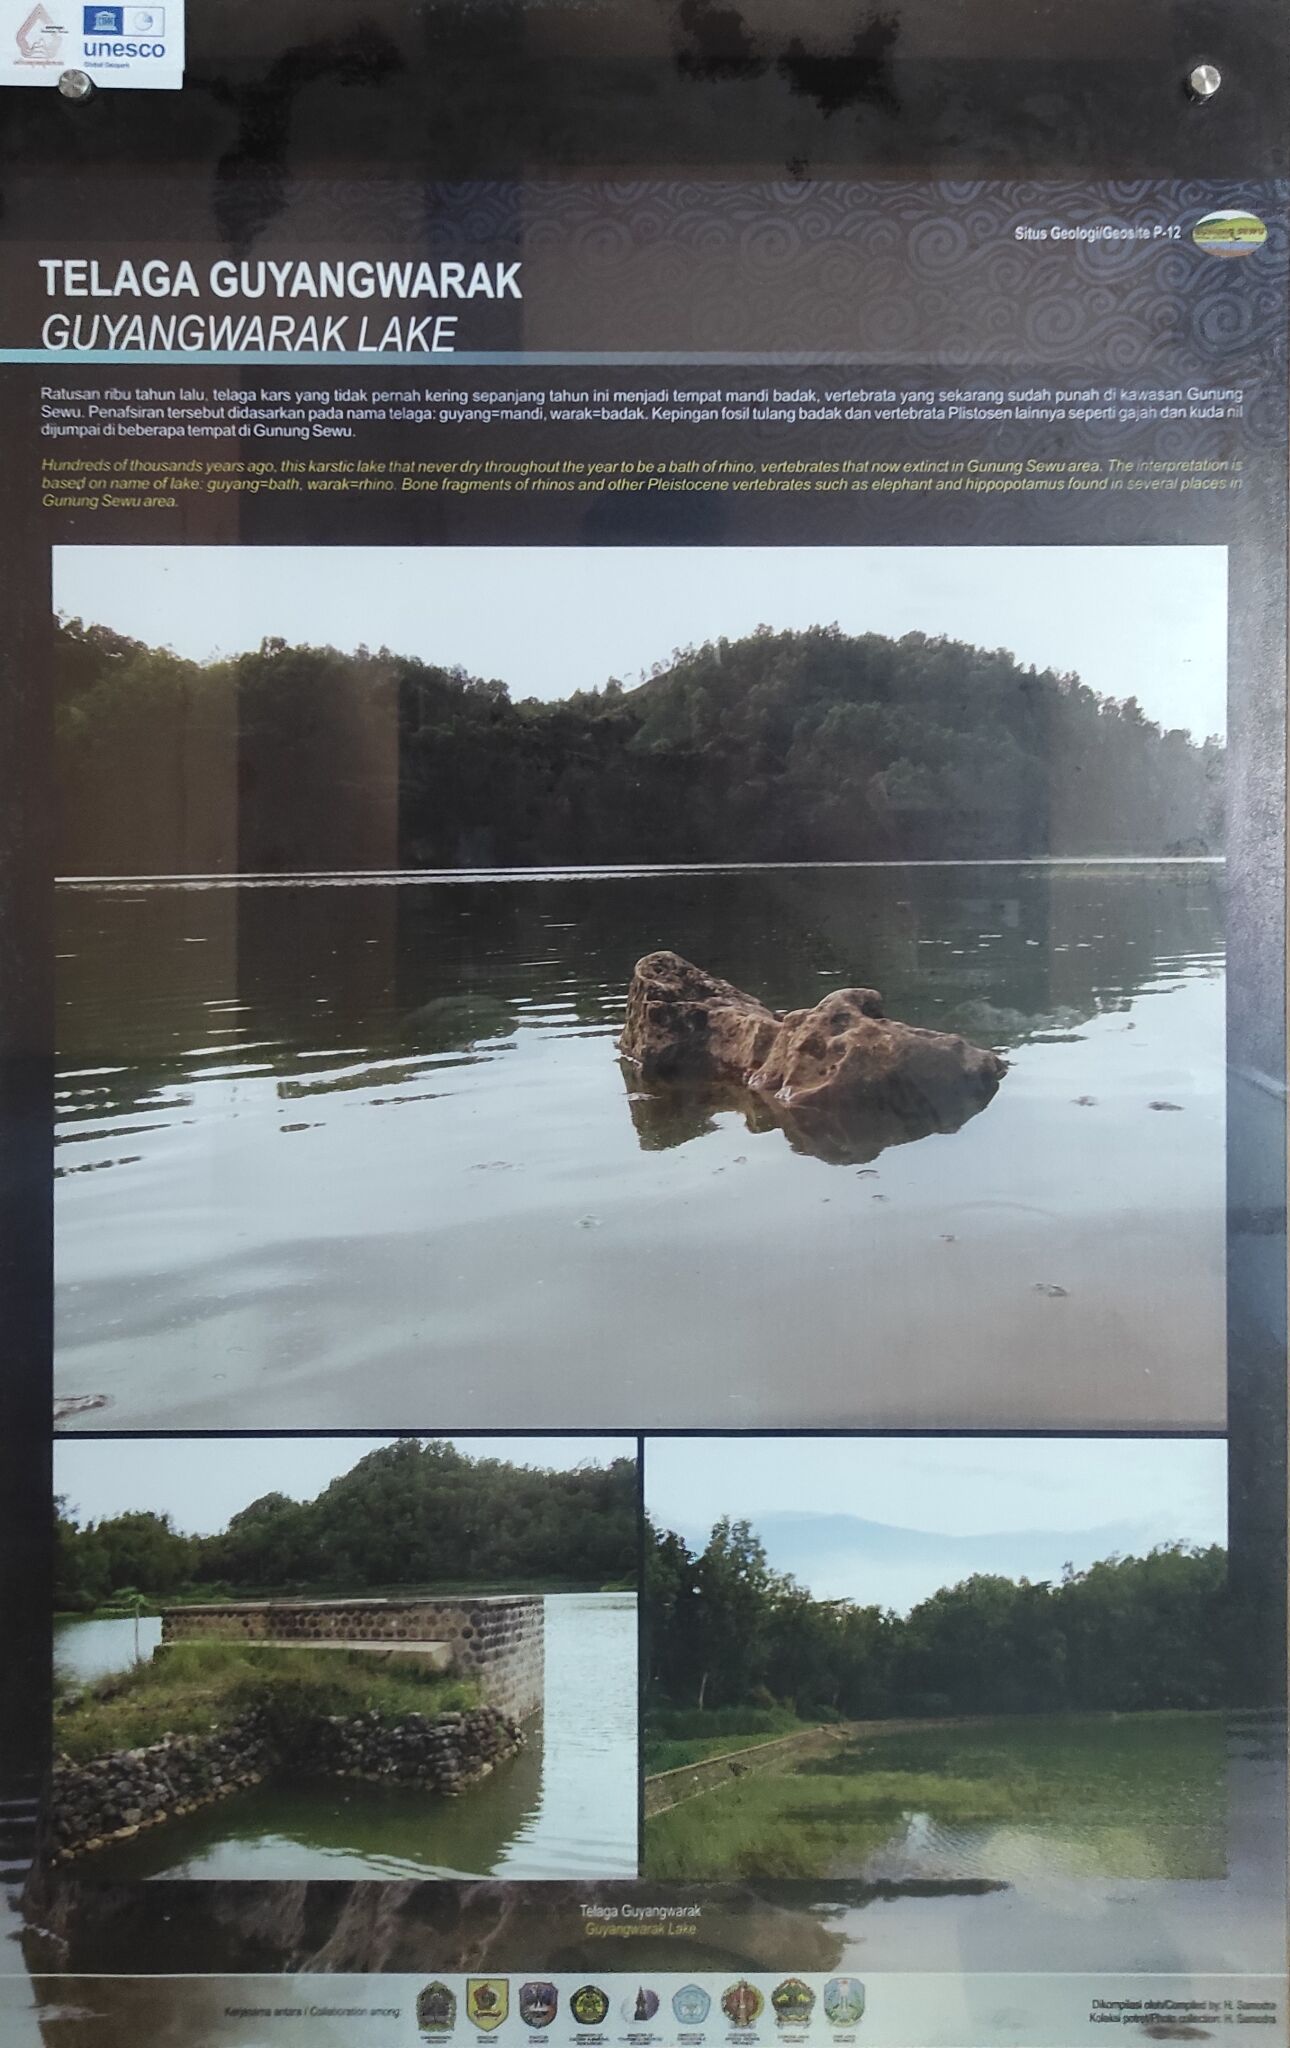 unesco
Global Geopark
Situs Geologi/Geosite P-12
TELAGA GUYANGWARAK
GUYANGWARAK LAKE
Ratusan ribu tahun lalu, telaga kars yang tidak pernah kering sepanjang tahun ini menjadi tempat mandi badak, vertebrata yang sekarang sudah punah di kawasan Gunung
Sewu. Penafsiran tersebut didasarkan pada nama telaga: guyang=mandi, warak=badak. Kepingan fosil tulang badak dan vertebrata Plistosen lainnya seperti gajah dan kuda nil
dijumpai di beberapa tempat di Gunung Sewu.
Hundreds of thousands years ago, this karstic lake that never dry throughout the year to be a bath of rhino, vertebrates that now extinct in Gunung Sewu area. The interpretation is
based on name of lake: guyang=bath, warak=rhino. Bone fragments of rhinos and other Pleistocene vertebrates such as elephant and hippopotamus found in several places in
Gunung Sewu area.
Telaga Guyangwarak
Guyangwarak Lake
Kerjasama antara / Collaboration among:
Dikompilasi oleh/Compiled by: H. Samodra
Koleksi potret/Photo collection: H. Samodra